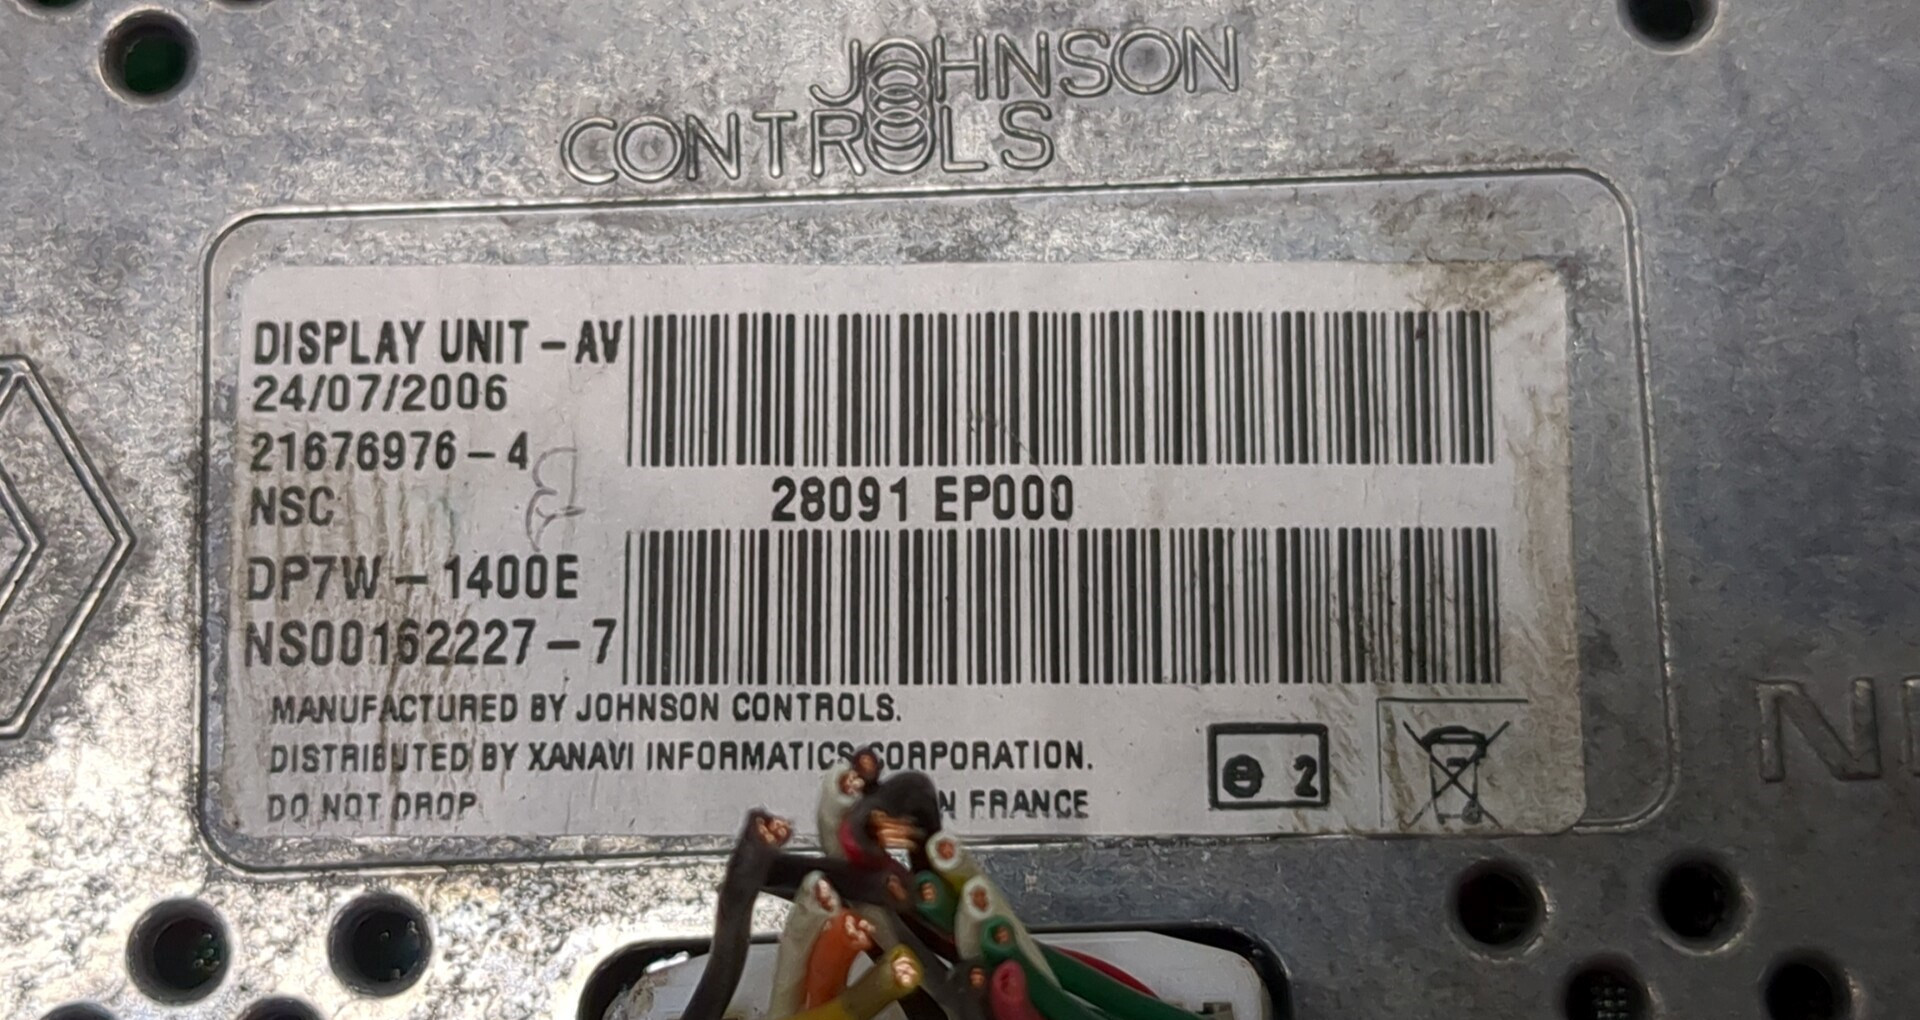 JOHNSON
CONTROLS
DISPLAY UNIT - AV
24/07/2006
21676976-4
NSC
28091 EP000
DP7W - 1400E
NS00162227-7
MANUFACTURED BY JOHNSON CONTROLS.
DISTRIBUTED BY XANAVI INFORMATICS CORPORATION.
DO NOT DROP
FRANCE
e 2